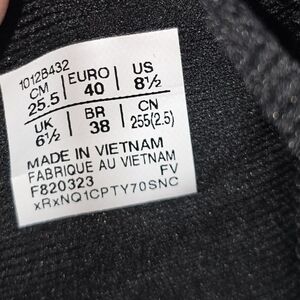 1012B432
CM EURO US
25.5 40 8½
UK BR CN
6½ 38 255(2.5)
MADE IN VIETNAM
FABRIQUE AU VIETNAM
F820323 FV
xRxNQ1CPTY70SNC